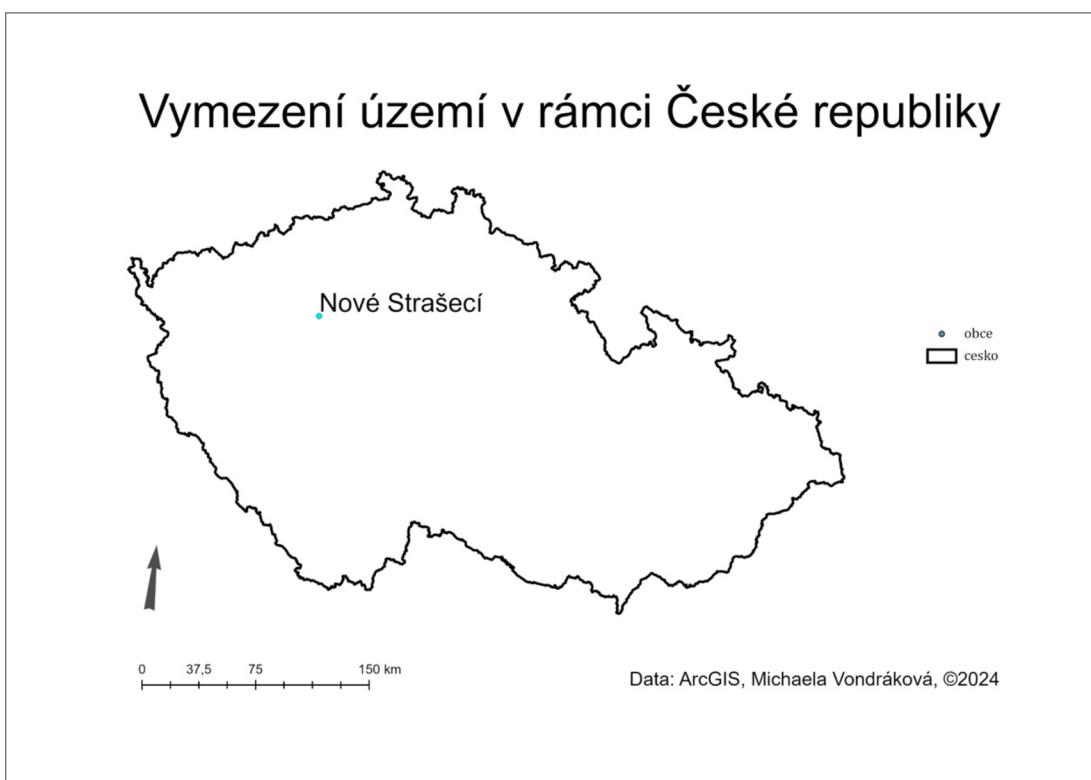 Vymezení území v rámci České republiky
Nové Strašecí
obce
cesko
0 37,5 75 150 km
Data: ArcGIS, Michaela Vondráková, ©2024